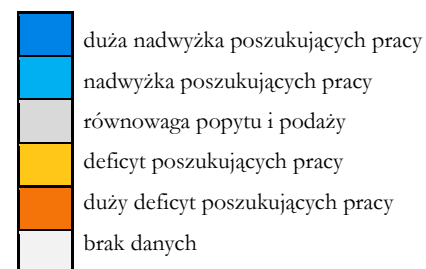 duża nadwyżka poszukujących pracy
nadwyżka poszukujących pracy
równowaga popytu i podaży
deficyt poszukujących pracy
duży deficyt poszukujących pracy
brak danych